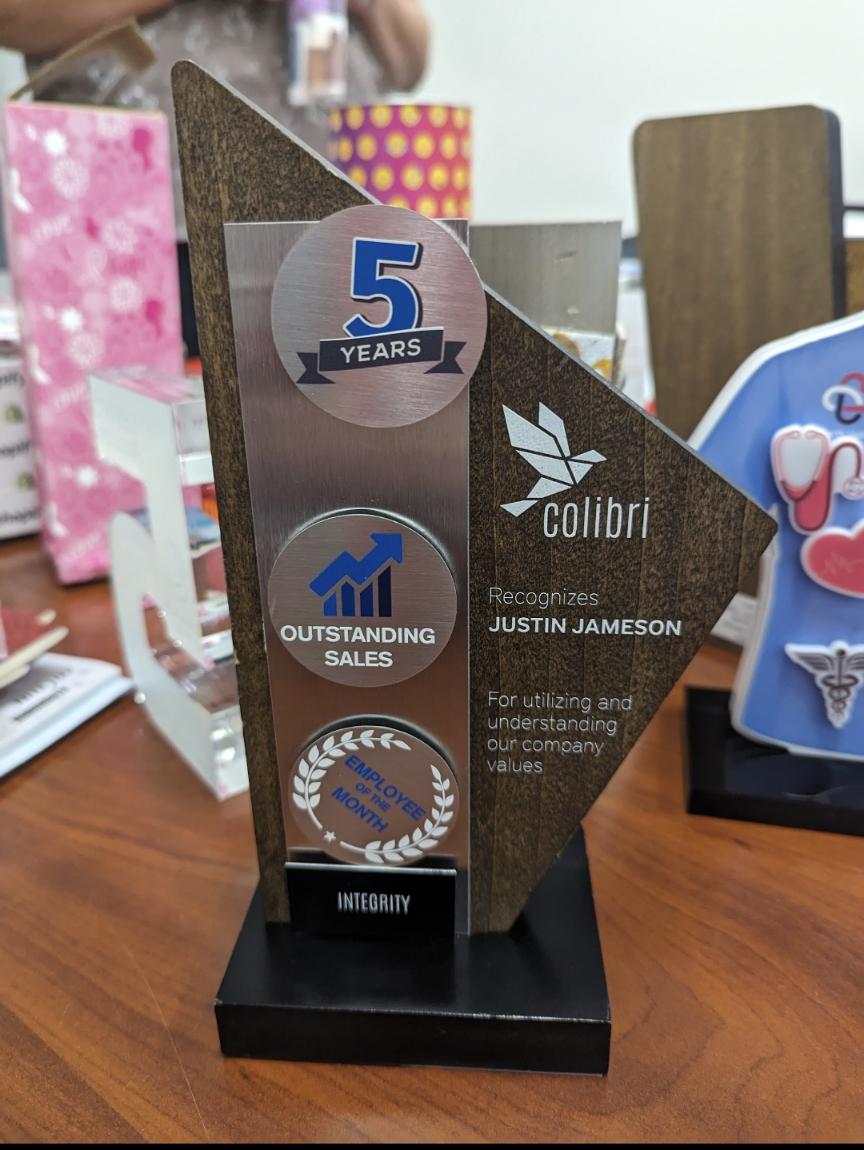 5
YEARS
OUTSTANDING
SALES
EMPLOYEE
OF THE
MONTH
INTEGRITY
colibri
Recognizes
JUSTIN JAMESON
For utilizing and
understanding
our company
values
LOVE